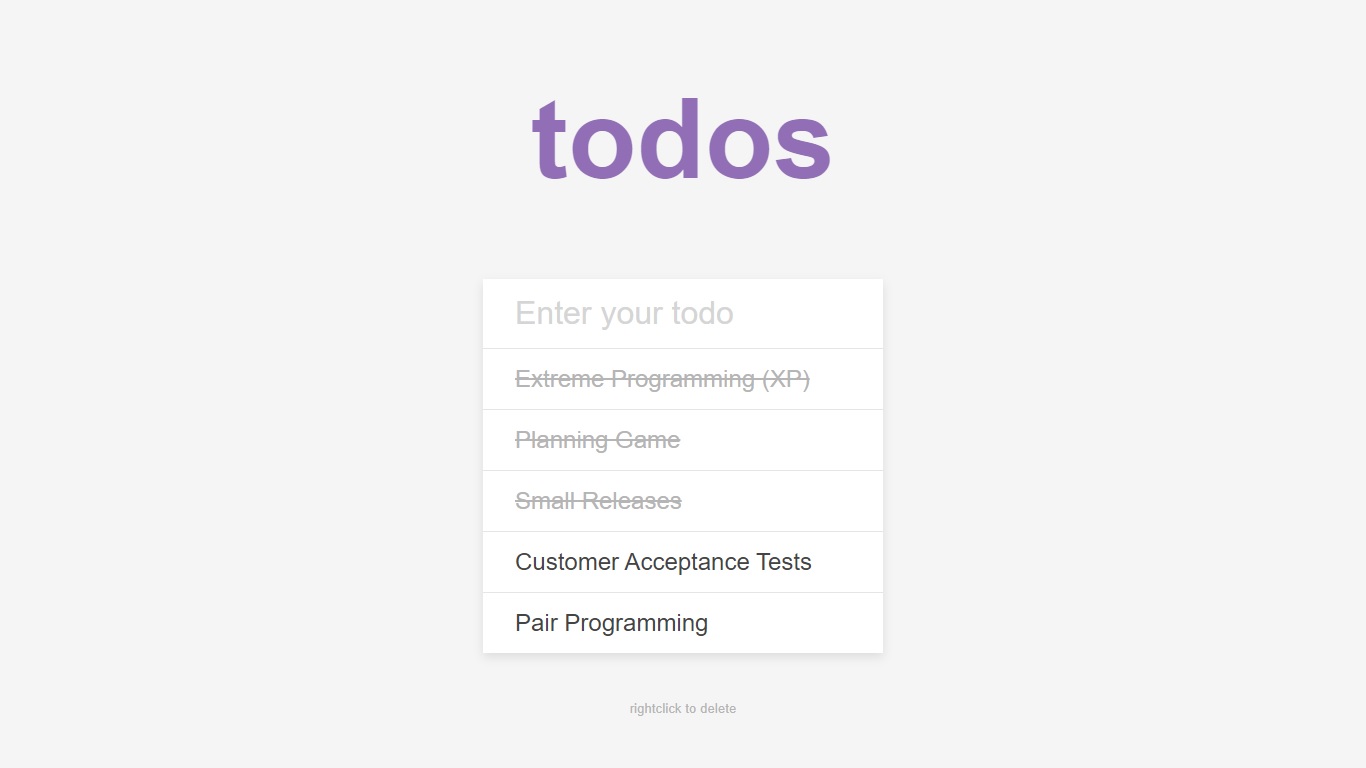 todos
Enter your todo
Extreme Programming (XP)
Planning Game
Small Releases
Customer Acceptance Tests
Pair Programming
rightclick to delete